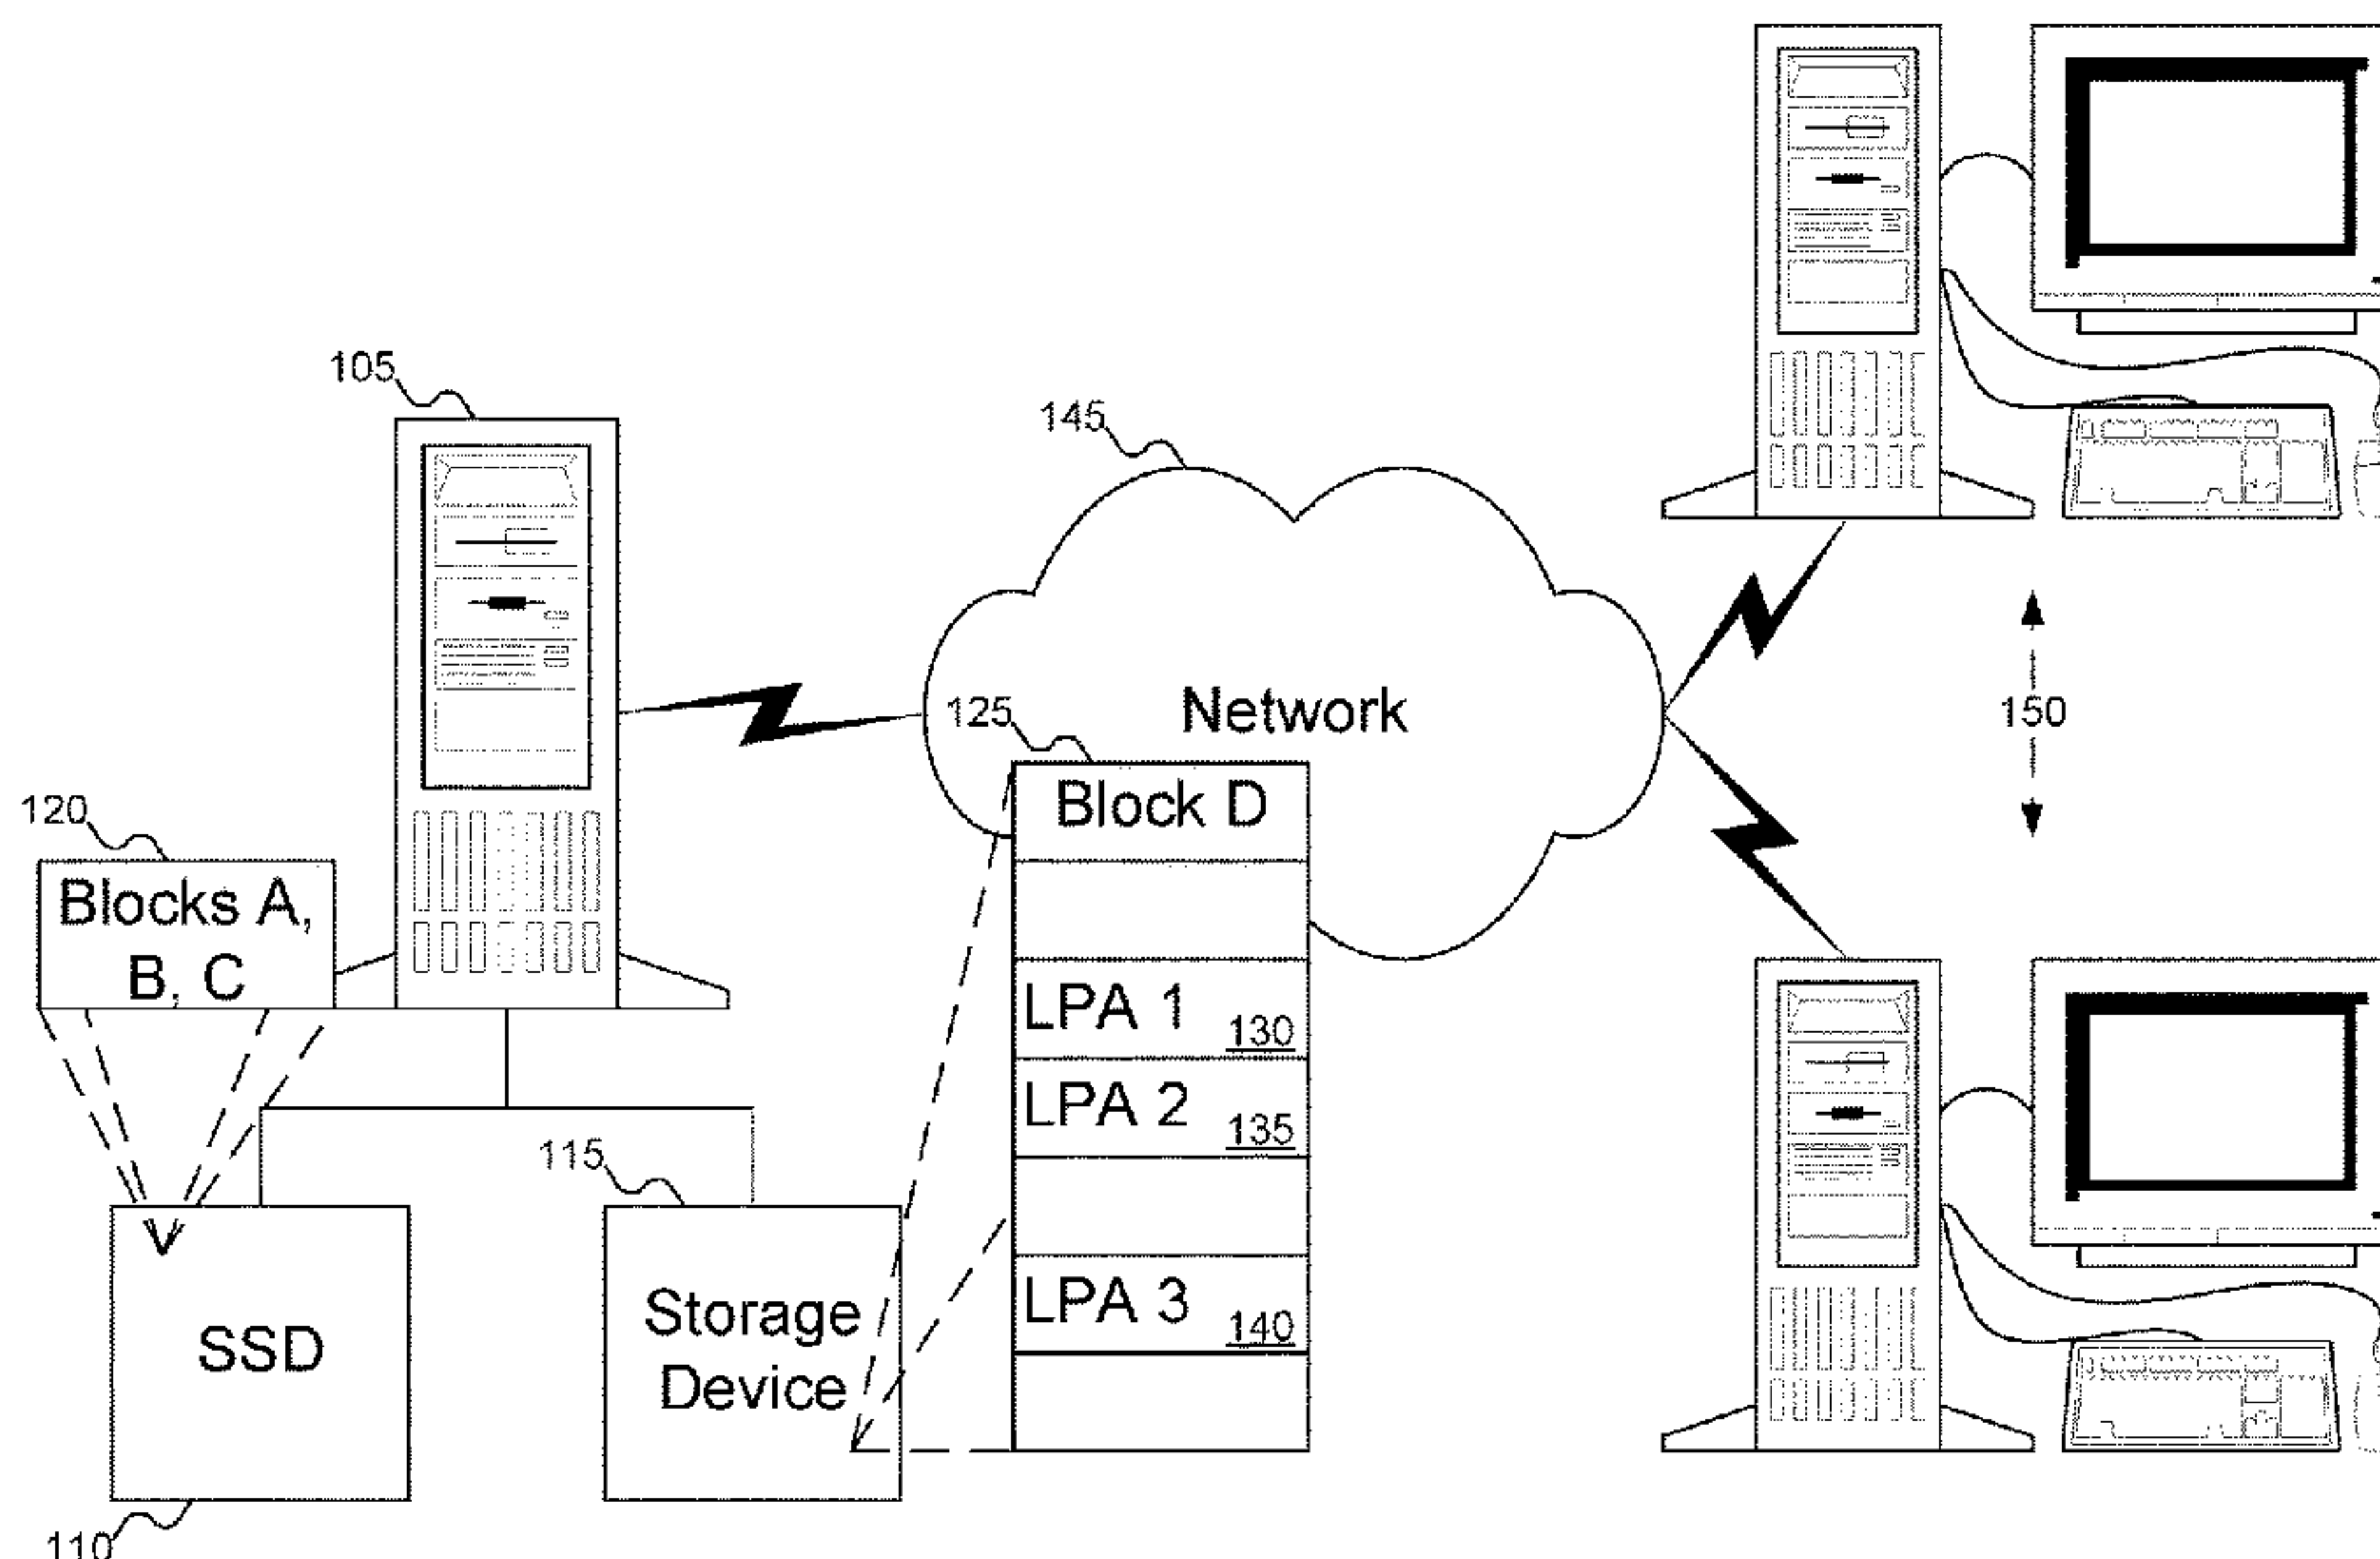 105
145
125
Network
150
120
Block D
Blocks A,
B, C
LPA 1 130
LPA 2 135
115
LPA 3 140
Storage
Device
SSD
110